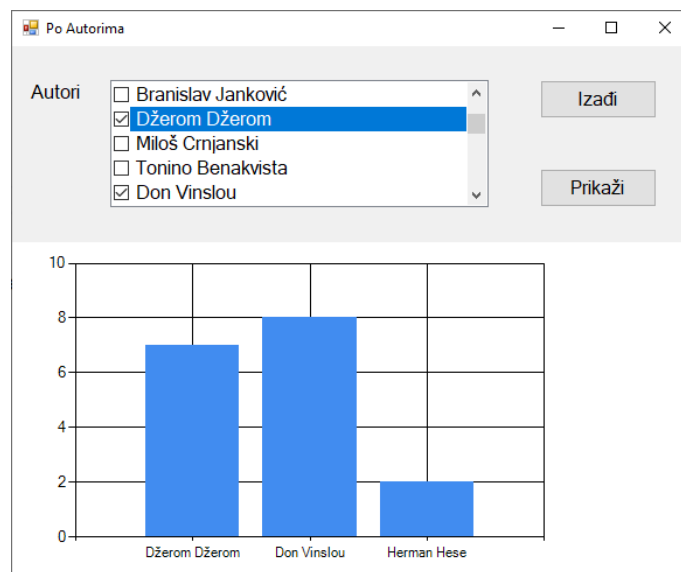 Po Autorima
Autori
Branislav Janković
Džerom Džerom
Miloš Crnjanski
Tonino Benakvista
Don Vinslou
Izađi
Prikaži
10
8
6
4
2
0
Džerom Džerom Don Vinslou Herman Hese